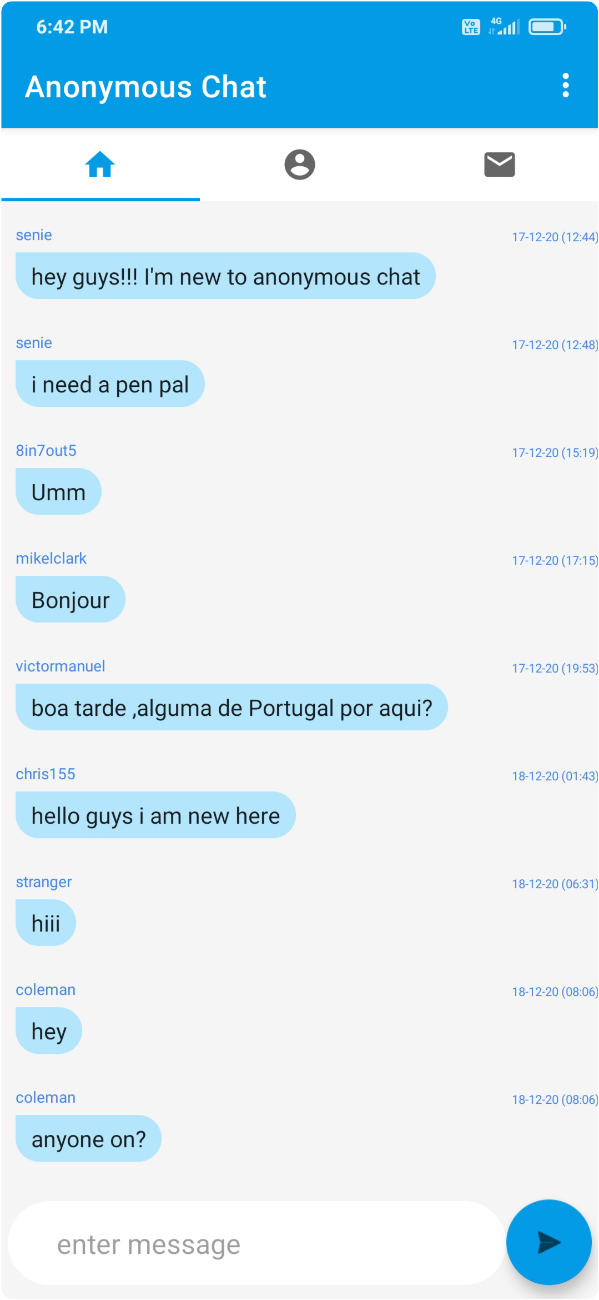 6:42 PM
Vo LTE 4G
Anonymous Chat
senie 17-12-20 (12:44)
hey guys!!! I'm new to anonymous chat
senie 17-12-20 (12:48)
i need a pen pal
8in7out5 17-12-20 (15:19)
Umm
mikelclark 17-12-20 (17:15)
Bonjour
victormanuel 17-12-20 (19:53)
boa tarde ,alguma de Portugal por aqui?
chris155 18-12-20 (01:43)
hello guys i am new here
stranger 18-12-20 (06:31)
hiii
coleman 18-12-20 (08:06)
hey
coleman 18-12-20 (08:06)
anyone on?
enter message